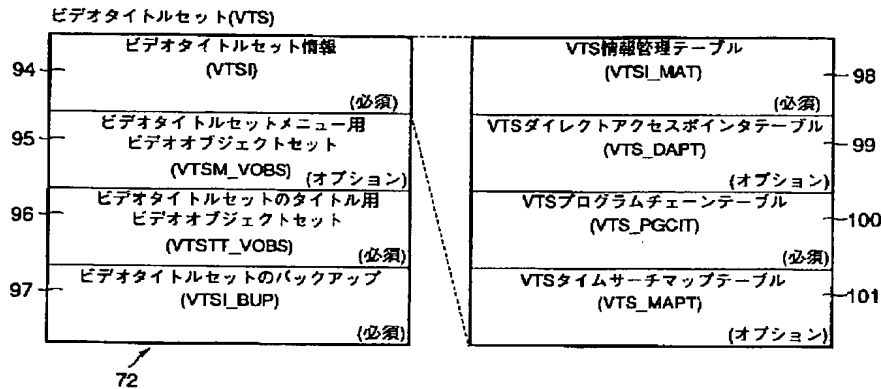 ビデオタイトルセット(VTS)
94
ビデオタイトルセット情報
(VTSI)
(必須)
95
ビデオタイトルセットメニュー用
ビデオオブジェクトセット
(VTSM_VOBS)
(オプション)
96
ビデオタイトルセットのタイトル用
ビデオオブジェクトセット
(VTSTT_VOBS)
(必須)
97
ビデオタイトルセットのバックアップ
(VTSI_BUP)
(必須)
72
VTS情報管理テーブル
(VTSI_MAT)
(必須)
98
VTSダイレクトアクセスポインタテーブル
(VTS_DAPT)
(オプション)
99
VTSプログラムチェーンテーブル
(VTS_PGCIT)
(必須)
100
VTSタイムサーチマップテーブル
(VTS_MAPT)
(オプション)
101